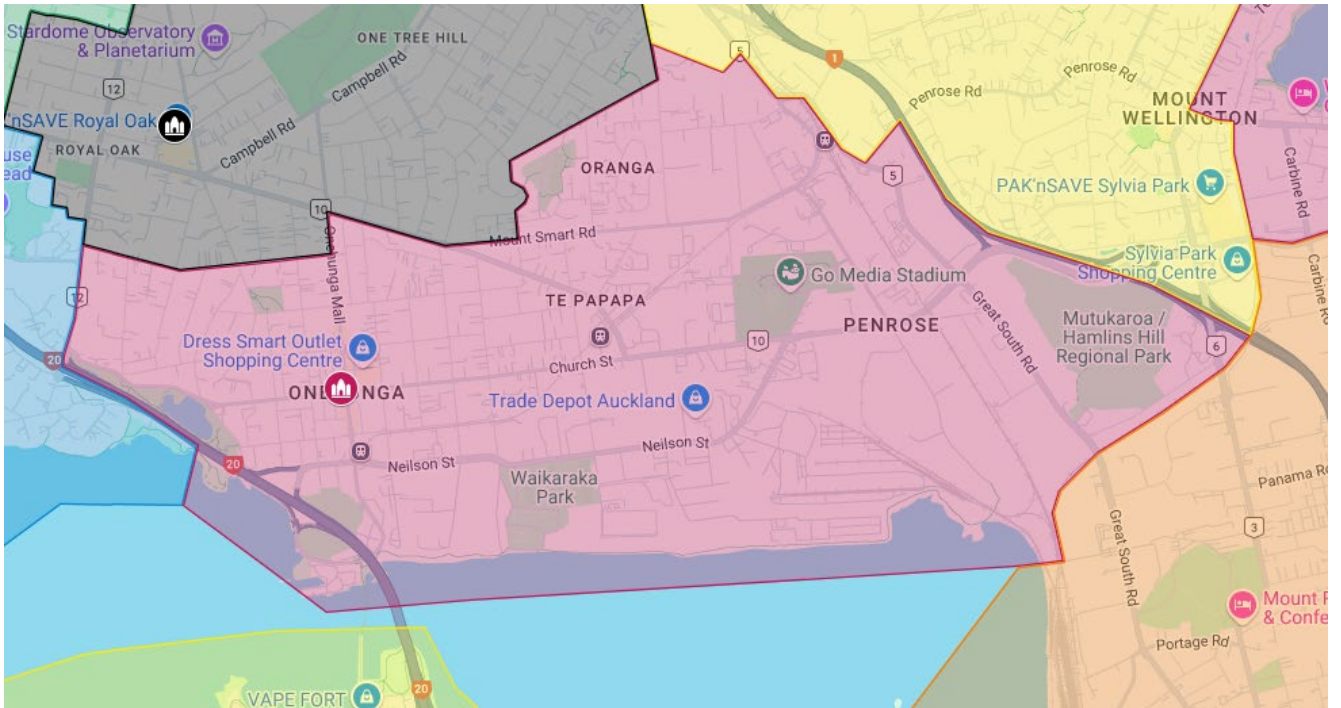 Stardome Observatory
& Planetarium
ONE TREE HILL
Campbell Rd
5
1
12
Penrose Rd
Penrose Rd
MOUNT
WELLINGTON
'nSAVE Royal Oak
ROYAL OAK
Campbell Rd
ORANGA
5
Carbine Rd
PAK'nSAVE Sylvia Park
10
Onehunga Mall
Mount Smart Rd
Sylvia Park
Shopping Centre
Go Media Stadium
Carbine Rd
12
TE PAPAPA
Great South Rd
PENROSE
Mutukaroa /
Hamlins Hill
Regional Park
10
6
Dress Smart Outlet
Shopping Centre
20
Church St
Trade Depot Auckland
Neilson St
Neilson St
20
Waikaraka
Park
Panama Rd
3
Great South Rd
Mount
& Confe
Portage Rd
20
VAPE FORT